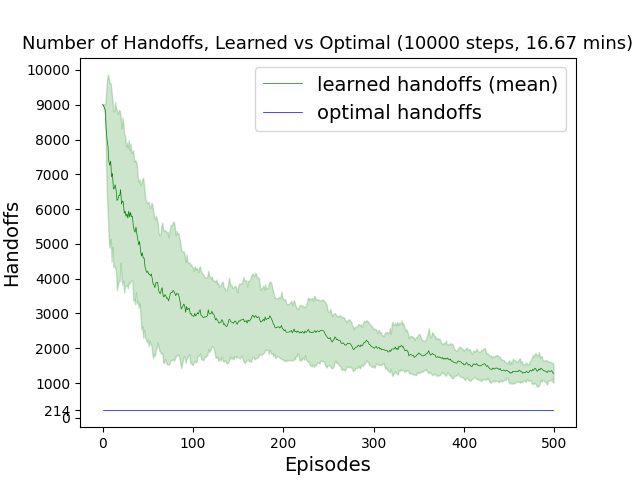 Number of Handoffs, Learned vs Optimal (10000 steps, 16.67 mins)
learned handoffs (mean)
optimal handoffs
Handoffs
10000
9000
8000
7000
6000
5000
4000
3000
2000
1000
214
0
0 100 200 300 400 500
Episodes